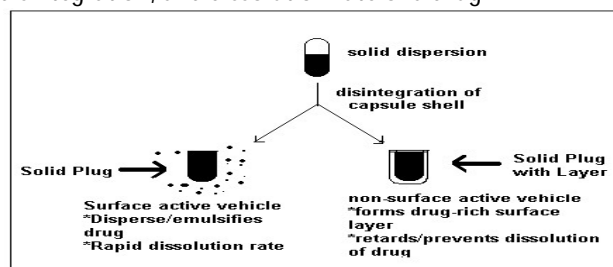 solid dispersion
disintegration of
capsule shell
Solid Plug
Solid Plug
with Layer
Surface active vehicle
*Disperse/emulsifies
drug
*Rapid dissolution rate
non-surface active vehicle
*forms drug-rich surface
layer
*retards/prevents dissolution
of drug